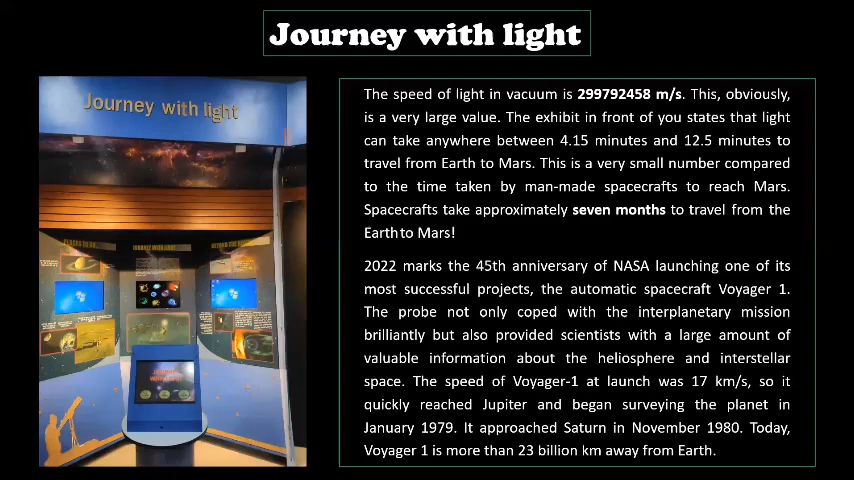 Journey with light
Journey with light
JOURNEY WITH LIGHT
The speed of light in vacuum is 299792458 m/s. This, obviously,
is a very large value. The exhibit in front of you states that light
can take anywhere between 4.15 minutes and 12.5 minutes to
travel from Earth to Mars. This is a very small number compared
to the time taken by man-made spacecrafts to reach Mars.
Spacecrafts take approximately seven months to travel from the
Earth to Mars!
2022 marks the 45th anniversary of NASA launching one of its
most successful projects, the automatic spacecraft Voyager 1.
The probe not only coped with the interplanetary mission
brilliantly but also provided scientists with a large amount of
valuable information about the heliosphere and interstellar
space. The speed of Voyager-1 at launch was 17 km/s, so it
quickly reached Jupiter and began surveying the planet in
January 1979. It approached Saturn in November 1980. Today,
Voyager 1 is more than 23 billion km away from Earth.